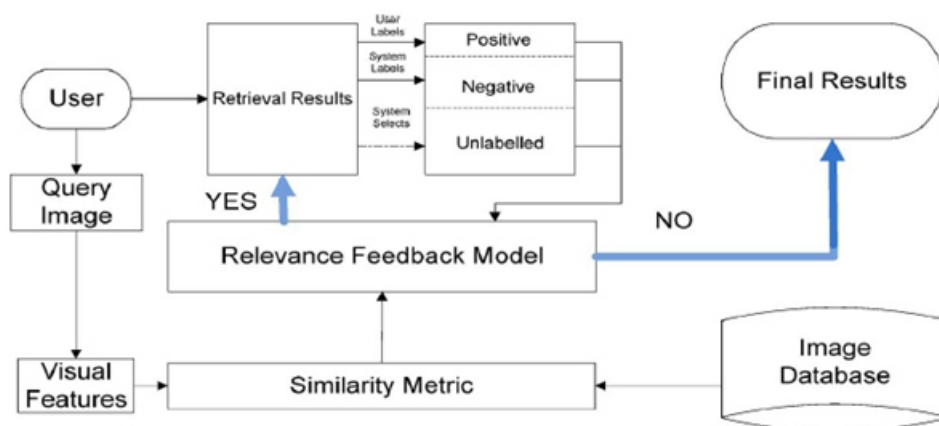 User
Labels
Positive
System
Labels
User
Retrieval Results
Negative
Final Results
System
Selects
Unlabelled
Query
Image
YES
NO
Relevance Feedback Model
Visual
Features
Similarity Metric
Image
Database